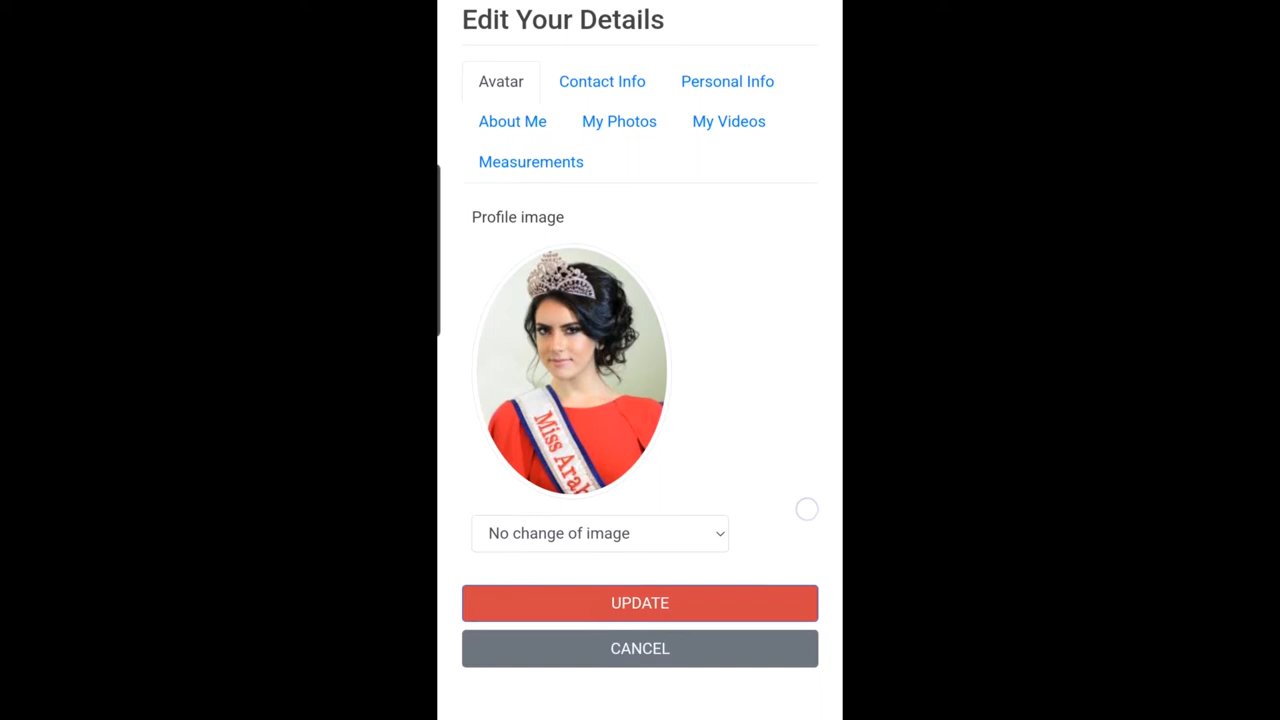 Edit Your Details
Avatar Contact Info Personal Info
About Me My Photos My Videos
Measurements
Profile image
Miss Arab
No change of image
UPDATE
CANCEL